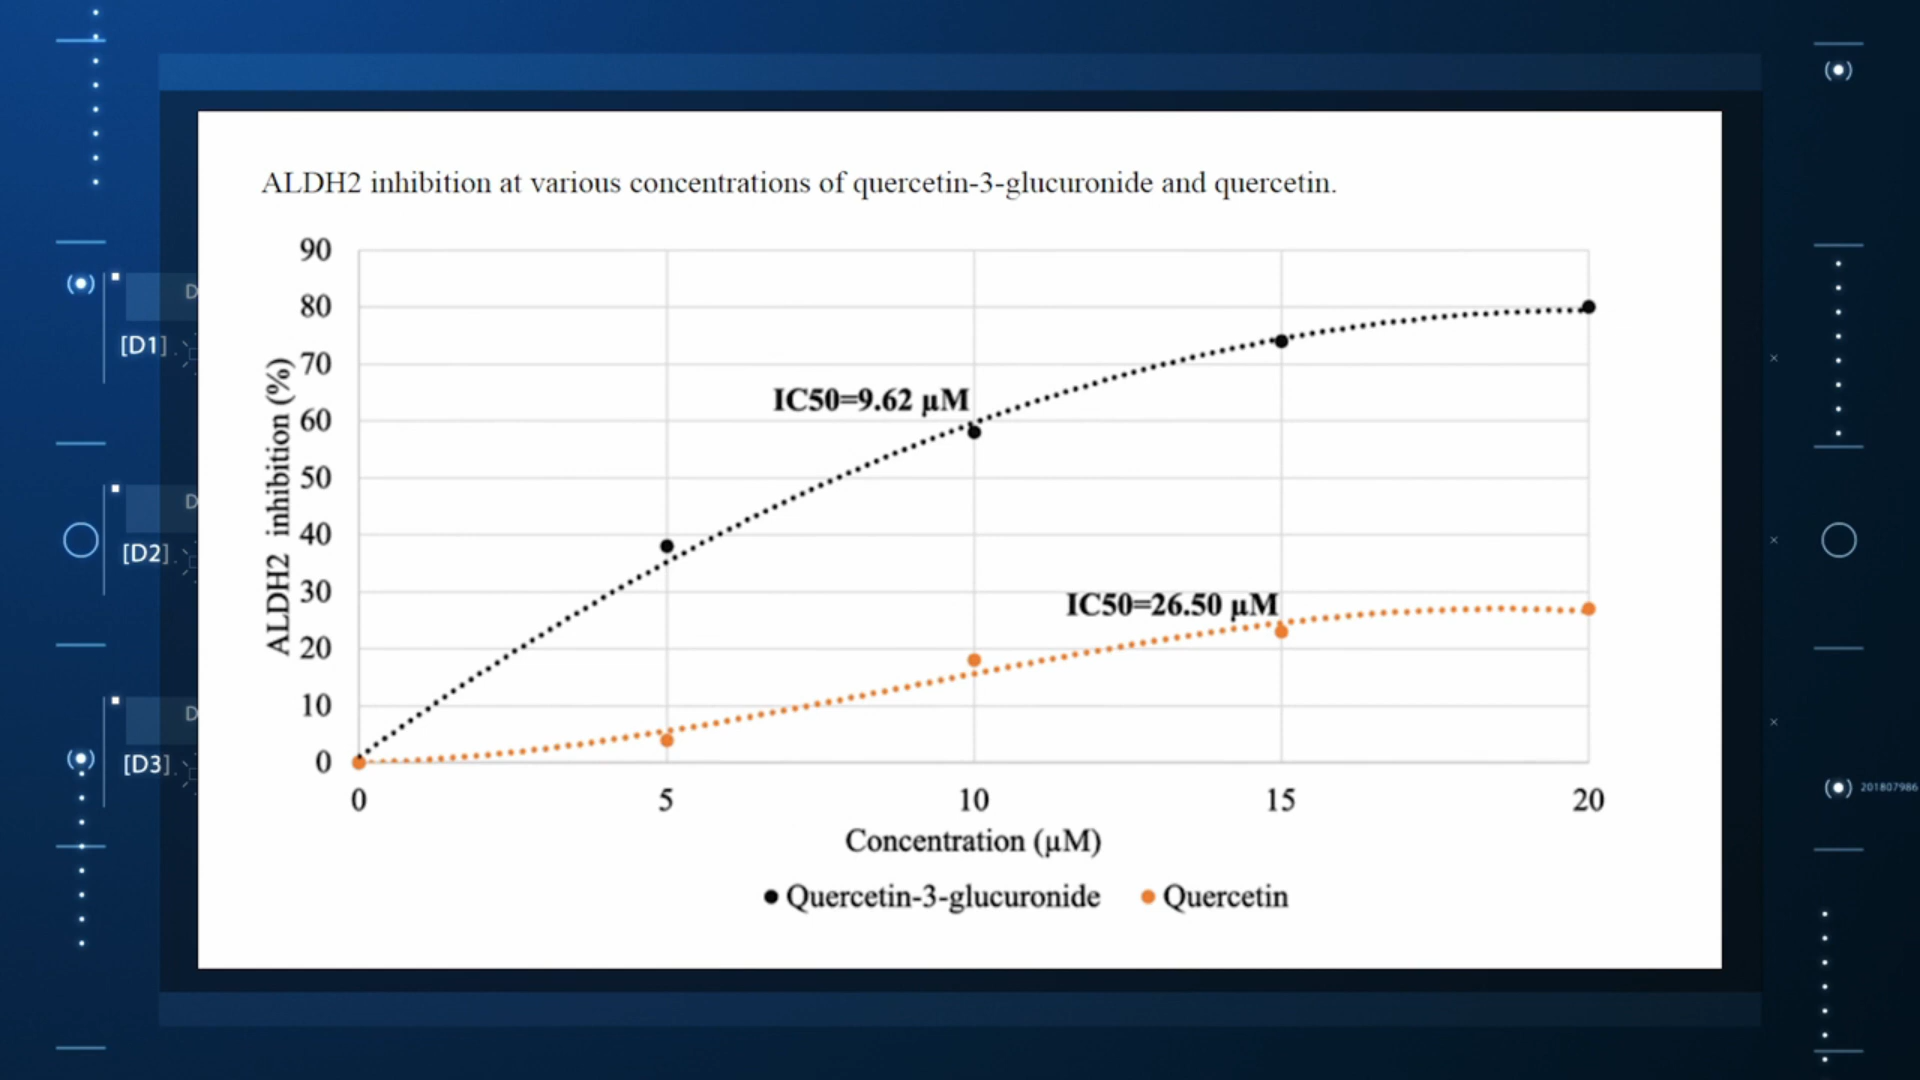 ALDH2 inhibition at various concentrations of quercetin-3-glucuronide and quercetin.
90
80
70
60
50
40
30
20
10
0
ALDH2 inhibition (%)
IC50=9.62 µM
IC50=26.50 µM
0 5 10 15 20
Concentration (µM)
Quercetin-3-glucuronide Quercetin
D
[D1]
D
[D2]
D
[D3]
201807986